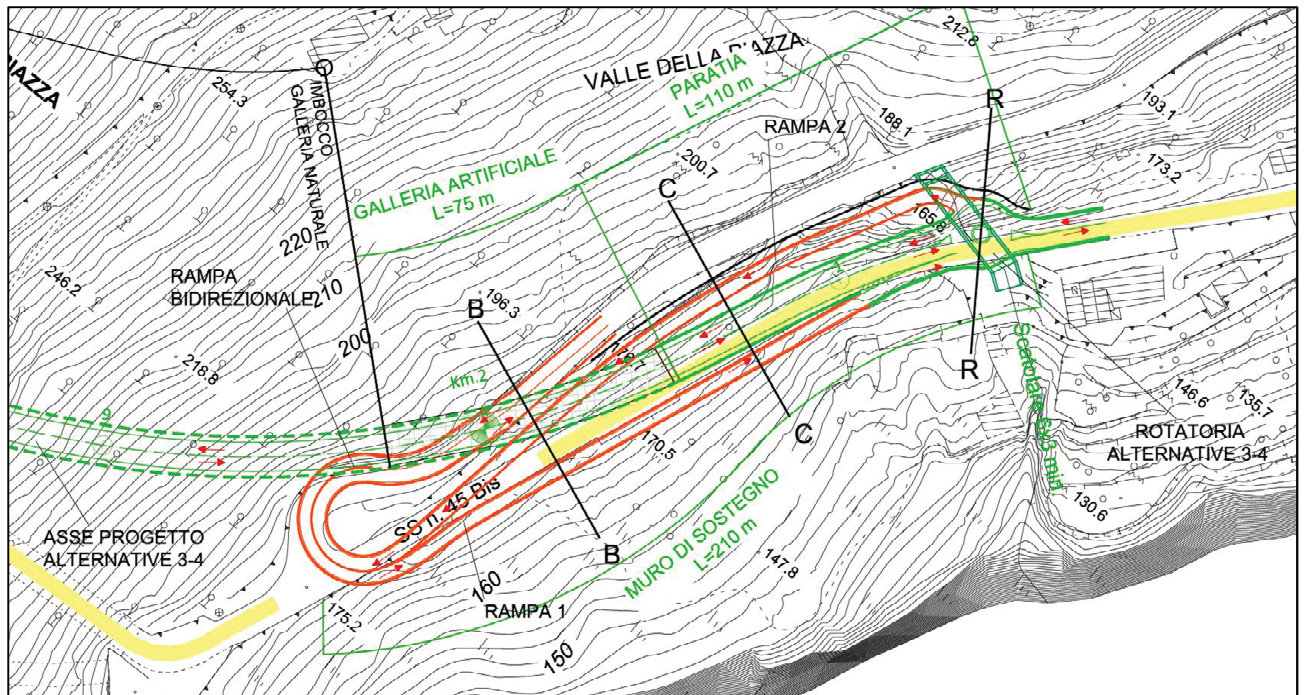 212.8
VALLE DELLA PIAZZA
PARATIA
L=110 m
254.3
IMBOCCO
GALLERIA NATURALE
R
193.1
188.1
RAMPA 2
200.7
173.2
GALLERIA ARTIFICIALE
L=75 m
C
165.8
220
246.2
RAMPA
BIDIREZIONALE
210
B
196.3
200
218.8
Km.2
R
146.6
135.7
9
C
170.5
ROTATORIA
ALTERNATIVE 3-4
SS n. 45 Bis
130.6
ASSE PROGETTO
ALTERNATIVE 3-4
B
MURO DI SOSTEGNO
L=210 m
147.8
160
175.2
RAMPA 1
150